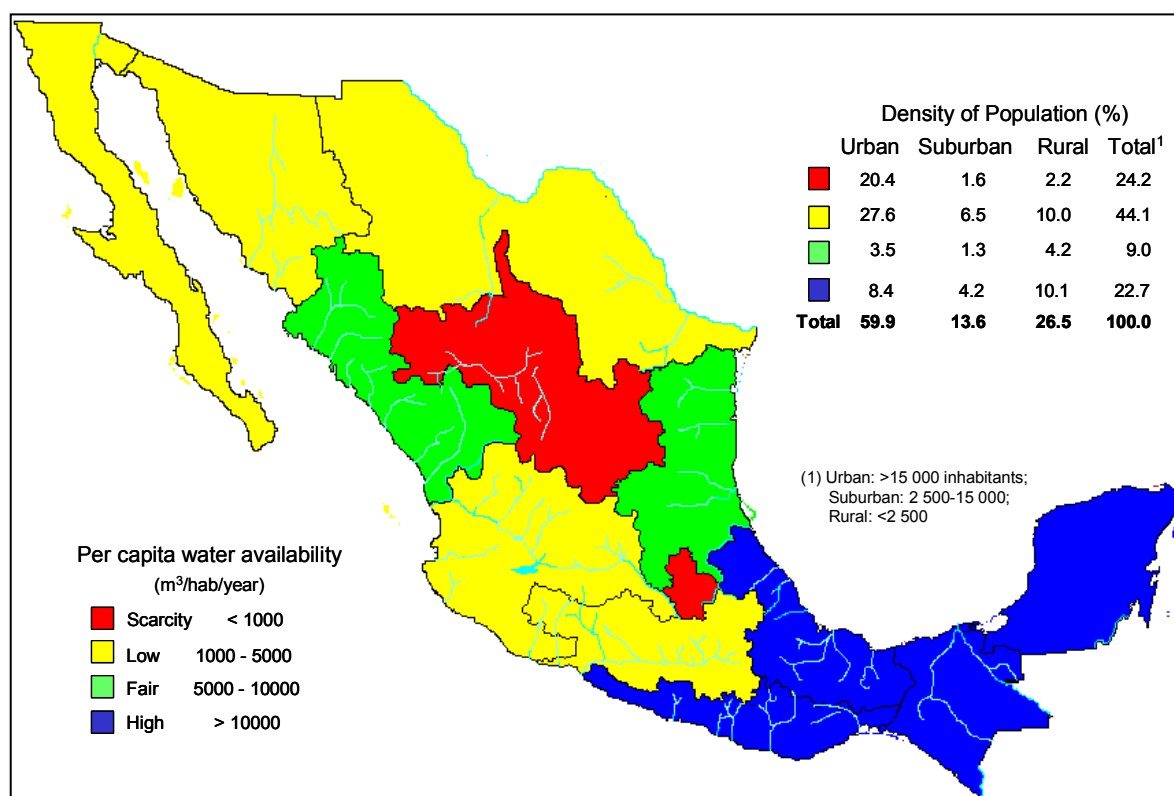 Density of Population (%)
Urban Suburban Rural Total1
20.4 1.6 2.2 24.2
27.6 6.5 10.0 44.1
3.5 1.3 4.2 9.0
8.4 4.2 10.1 22.7
Total 59.9 13.6 26.5 100.0
(1) Urban: >15 000 inhabitants;
Suburban: 2 500-15 000;
Rural: <2 500
Per capita water availability
(m3/hab/year)
Scarcity < 1000
Low 1000 - 5000
Fair 5000 - 10000
High > 10000